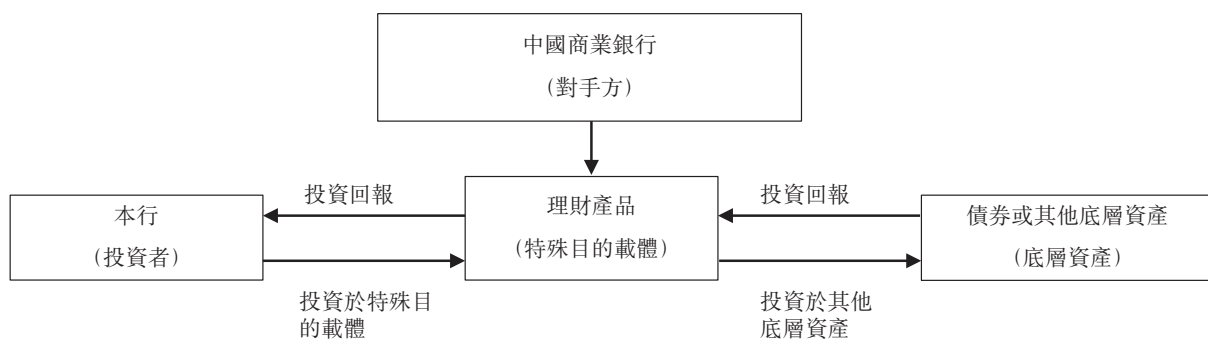 中國商業銀行
（對手方）
投資回報
投資回報
本行
（投資者）
理財產品
（特殊目的載體）
債券或其他底層資產
（底層資產）
投資於特殊目
的載體
投資於其他
底層資產